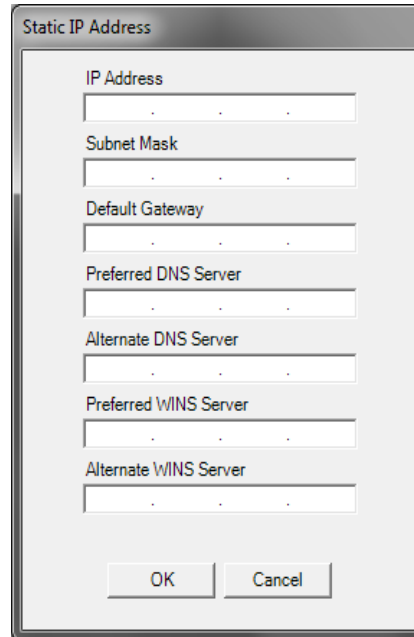 Static IP Address
IP Address
. . .
Subnet Mask
. . .
Default Gateway
. . .
Preferred DNS Server
. . .
Alternate DNS Server
. . .
Preferred WINS Server
. . .
Alternate WINS Server
. . .
OK Cancel